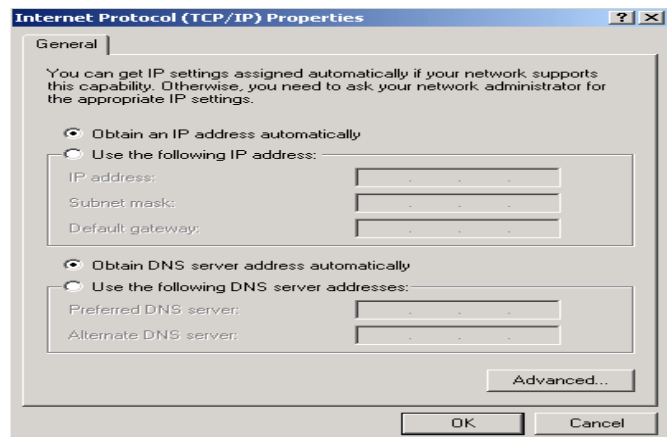 Internet Protocol (TCP/IP) Properties
General
You can get IP settings assigned automatically if your network supports
this capability. Otherwise, you need to ask your network administrator for
the appropriate IP settings.
Obtain an IP address automatically
Use the following IP address:
IP address:
Subnet mask:
Default gateway:
Obtain DNS server address automatically
Use the following DNS server addresses:
Preferred DNS server:
Alternate DNS server:
Advanced...
OK
Cancel